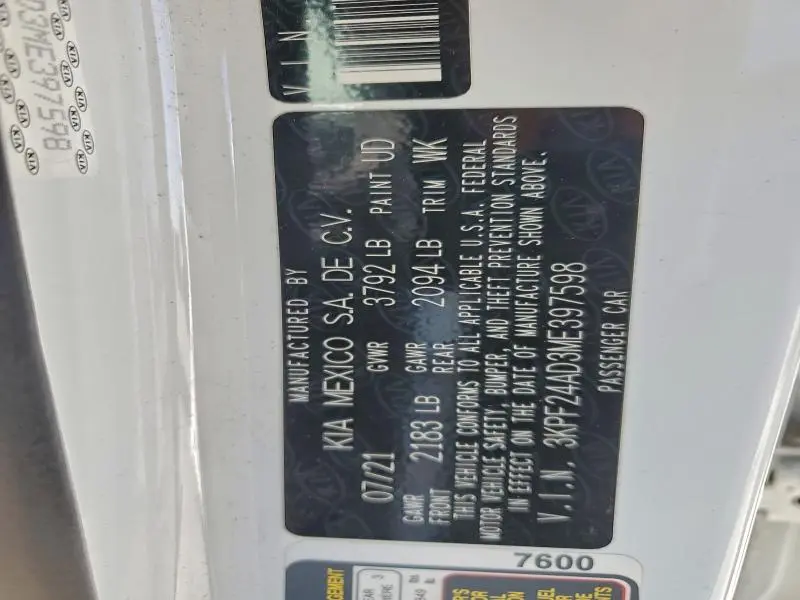 D3ME397598
KIA
V I N
MANUFACTURED BY
KIA MEXICO S.A. DE C.V.
07/21 GVWR 3792 LB PAINT UD
GAWR FRONT 2183 LB GAWR REAR 2094 LB TRIM WK
THIS VEHICLE CONFORMS TO ALL APPLICABLE U.S.A. FEDERAL
MOTOR VEHICLE SAFETY, BUMPER, AND THEFT PREVENTION STANDARDS
IN EFFECT ON THE DATE OF MANUFACTURE SHOWN ABOVE.
V.I.N. 3KPF24AD3ME397598
PASSENGER CAR
7600